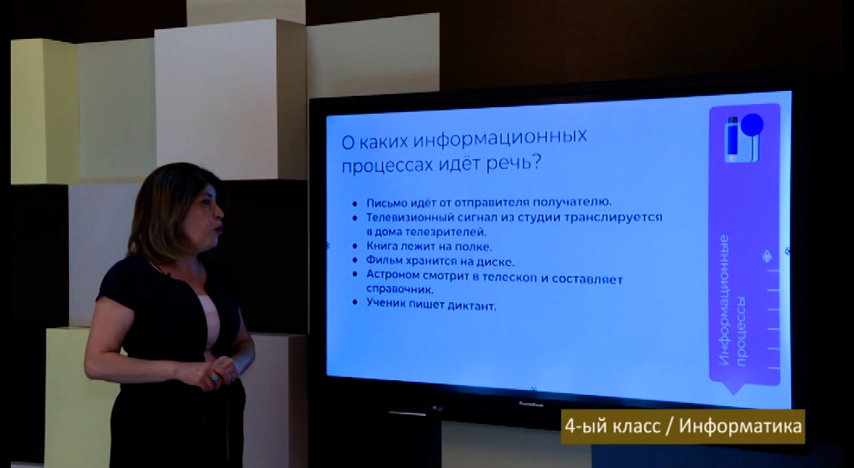 О каких информационных
процессах идёт речь?
● Письмо идёт от отправителя получателю.
● Телевизионный сигнал из студии транслируется
в дома телезрителей.
● Книга лежит на полке.
● Фильм хранится на диске.
● Астроном смотрит в телескоп и составляет
справочник.
● Ученик пишет диктант.
Информационные
процессы
4-ый класс / Информатика